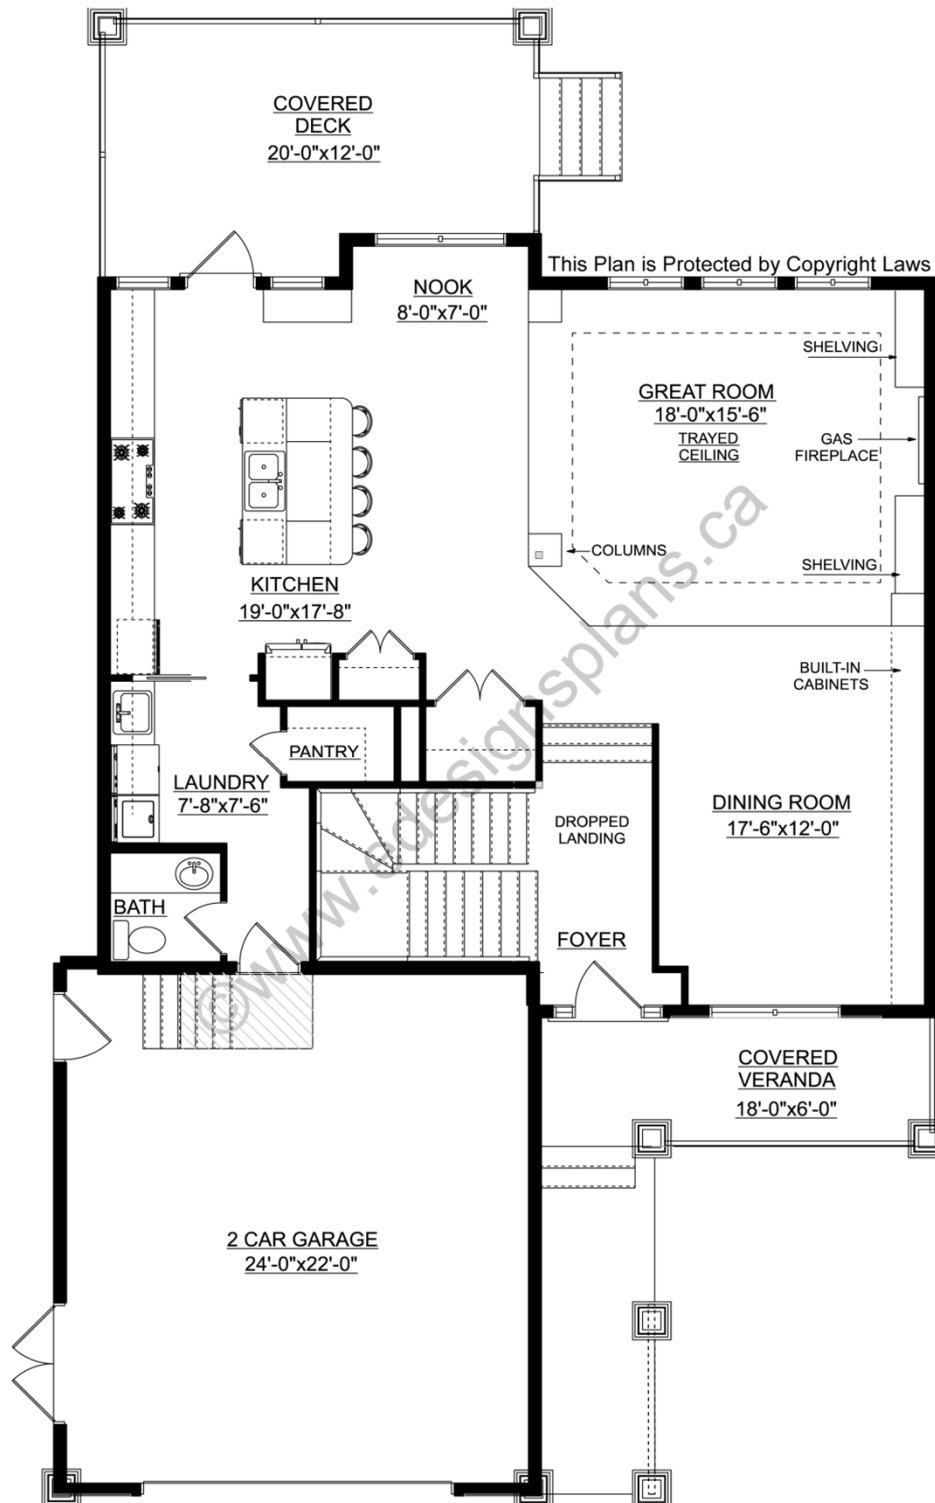 COVERED
DECK
20'-0"x12'-0"
This Plan is Protected by Copyright Laws
NOOK
8'-0"x7'-0"
SHELVING
GREAT ROOM
18'-0"x15'-6"
TRAYED
CEILING
GAS
FIREPLACE
COLUMNS
SHELVING
KITCHEN
19'-0"x17'-8"
BUILT-IN
CABINETS
PANTRY
LAUNDRY
7'-8"x7'-6"
DINING ROOM
17'-6"x12'-0"
DROPPED
LANDING
BATH
FOYER
COVERED
VERANDA
18'-0"x6'-0"
2 CAR GARAGE
24'-0"x22'-0"
©www.edesignsplans.ca